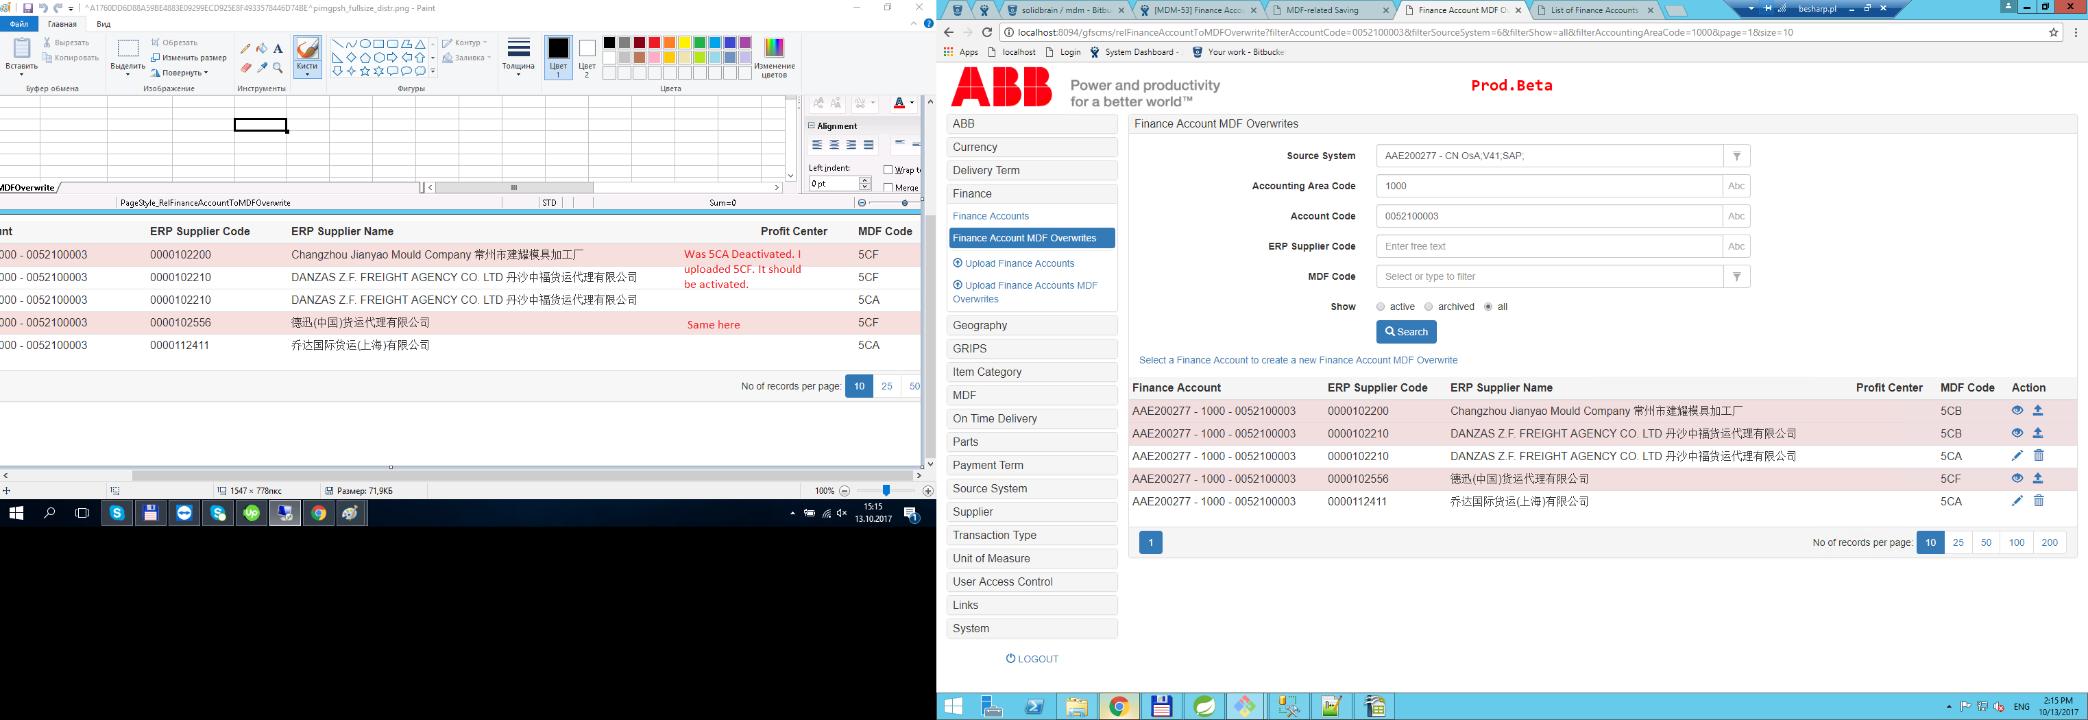 ^A1760DD6D88A59BE4883E09299ECD925E8F4933578446D74BE^pimgpsh_fullsize_distr.png - Paint
Файл
Главная
Вид
Вставить
Вырезать
Копировать
Буфер обмена
Выделить
Обрезать
Изменить размер
Повернуть
Изображение
Инструменты
Кисти
Контур
Заливка
Фигуры
Толщина
Цвет 1
Цвет 2
Изменение цветов
Цвета
Alignment
Left indent:
0 pt
Wrap t
Merge
MDFOverwrite
PageStyle_RelFinanceAccountToMDFOverwrite
STD
Sum=0
unt ERP Supplier Code ERP Supplier Name Profit Center MDF Code
000 - 0052100003 0000102200 Changzhou Jianyao Mould Company 常州市建耀模具加工厂 5CF
000 - 0052100003 0000102210 DANZAS Z.F. FREIGHT AGENCY CO. LTD 丹沙中福货运代理有限公司 5CF
000 - 0052100003 0000102210 DANZAS Z.F. FREIGHT AGENCY CO. LTD 丹沙中福货运代理有限公司 5CA
000 - 0052100003 0000102556 德迅(中国)货运代理有限公司 5CF
000 - 0052100003 0000112411 乔达国际货运(上海)有限公司 5CA
Was 5CA Deactivated. I
uploaded 5CF. It should
be activated.
Same here
No of records per page: 10 25 50
1547 × 778пкс
Размер: 71,9КБ
100%
15:15
13.10.2017
solidbrain / mdm - Bitbu
[MDM-53] Finance Acco
MDF-related Saving
Finance Account MDF O
List of Finance Accounts
besharp.pl
localhost:8094/gfscms/relFinanceAccountToMDFOverwrite?filterAccountCode=0052100003&filterSourceSystem=6&filterShow=all&filterAccountingAreaCode=1000&page=1&size=10
Apps
localhost
Login
System Dashboard -
Your work - Bitbucke
ABB
Power and productivity
for a better world™
Prod.Beta
ABB
Currency
Delivery Term
Finance
Finance Accounts
Finance Account MDF Overwrites
Upload Finance Accounts
Upload Finance Accounts MDF
Overwrites
Geography
GRIPS
Item Category
MDF
On Time Delivery
Parts
Payment Term
Source System
Supplier
Transaction Type
Unit of Measure
User Access Control
Links
System
LOGOUT
Finance Account MDF Overwrites
Source System AAE200277 - CN OsA;V41;SAP;
Accounting Area Code 1000 Abc
Account Code 0052100003 Abc
ERP Supplier Code Enter free text Abc
MDF Code Select or type to filter
Show active archived all
Search
Select a Finance Account to create a new Finance Account MDF Overwrite
Finance Account ERP Supplier Code ERP Supplier Name Profit Center MDF Code Action
AAE200277 - 1000 - 0052100003 0000102200 Changzhou Jianyao Mould Company 常州市建耀模具加工厂 5CB
AAE200277 - 1000 - 0052100003 0000102210 DANZAS Z.F. FREIGHT AGENCY CO. LTD 丹沙中福货运代理有限公司 5CB
AAE200277 - 1000 - 0052100003 0000102210 DANZAS Z.F. FREIGHT AGENCY CO. LTD 丹沙中福货运代理有限公司 5CA
AAE200277 - 1000 - 0052100003 0000102556 德迅(中国)货运代理有限公司 5CF
AAE200277 - 1000 - 0052100003 0000112411 乔达国际货运(上海)有限公司 5CA
1
No of records per page: 10 25 50 100 200
ENG
2:15 PM
10/13/2017